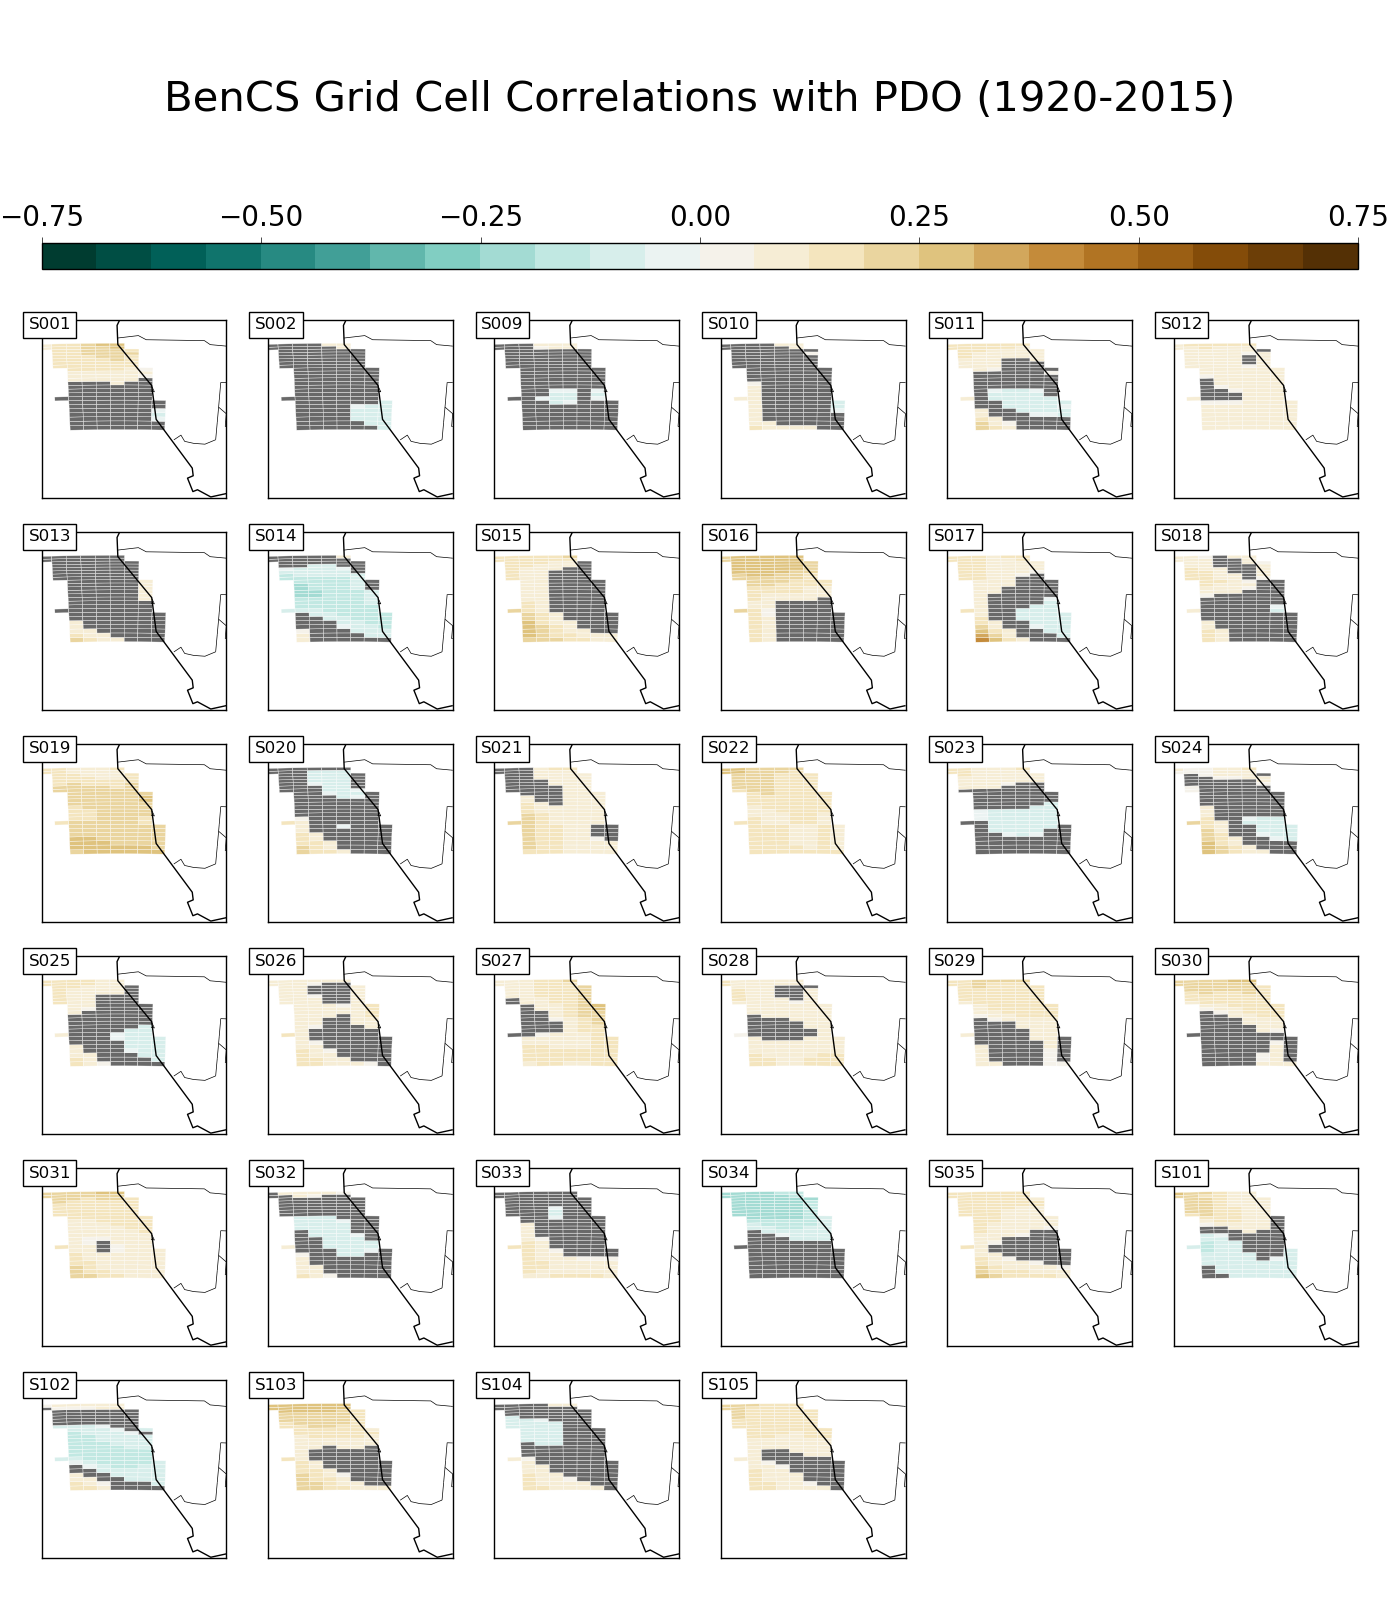 BenCS Grid Cell Correlations with PDO (1920-2015)
−0.75 −0.50 −0.25 0.00 0.25 0.50 0.75
S001 S002 S009 S010 S011 S012
S013 S014 S015 S016 S017 S018
S019 S020 S021 S022 S023 S024
S025 S026 S027 S028 S029 S030
S031 S032 S033 S034 S035 S101
S102 S103 S104 S105